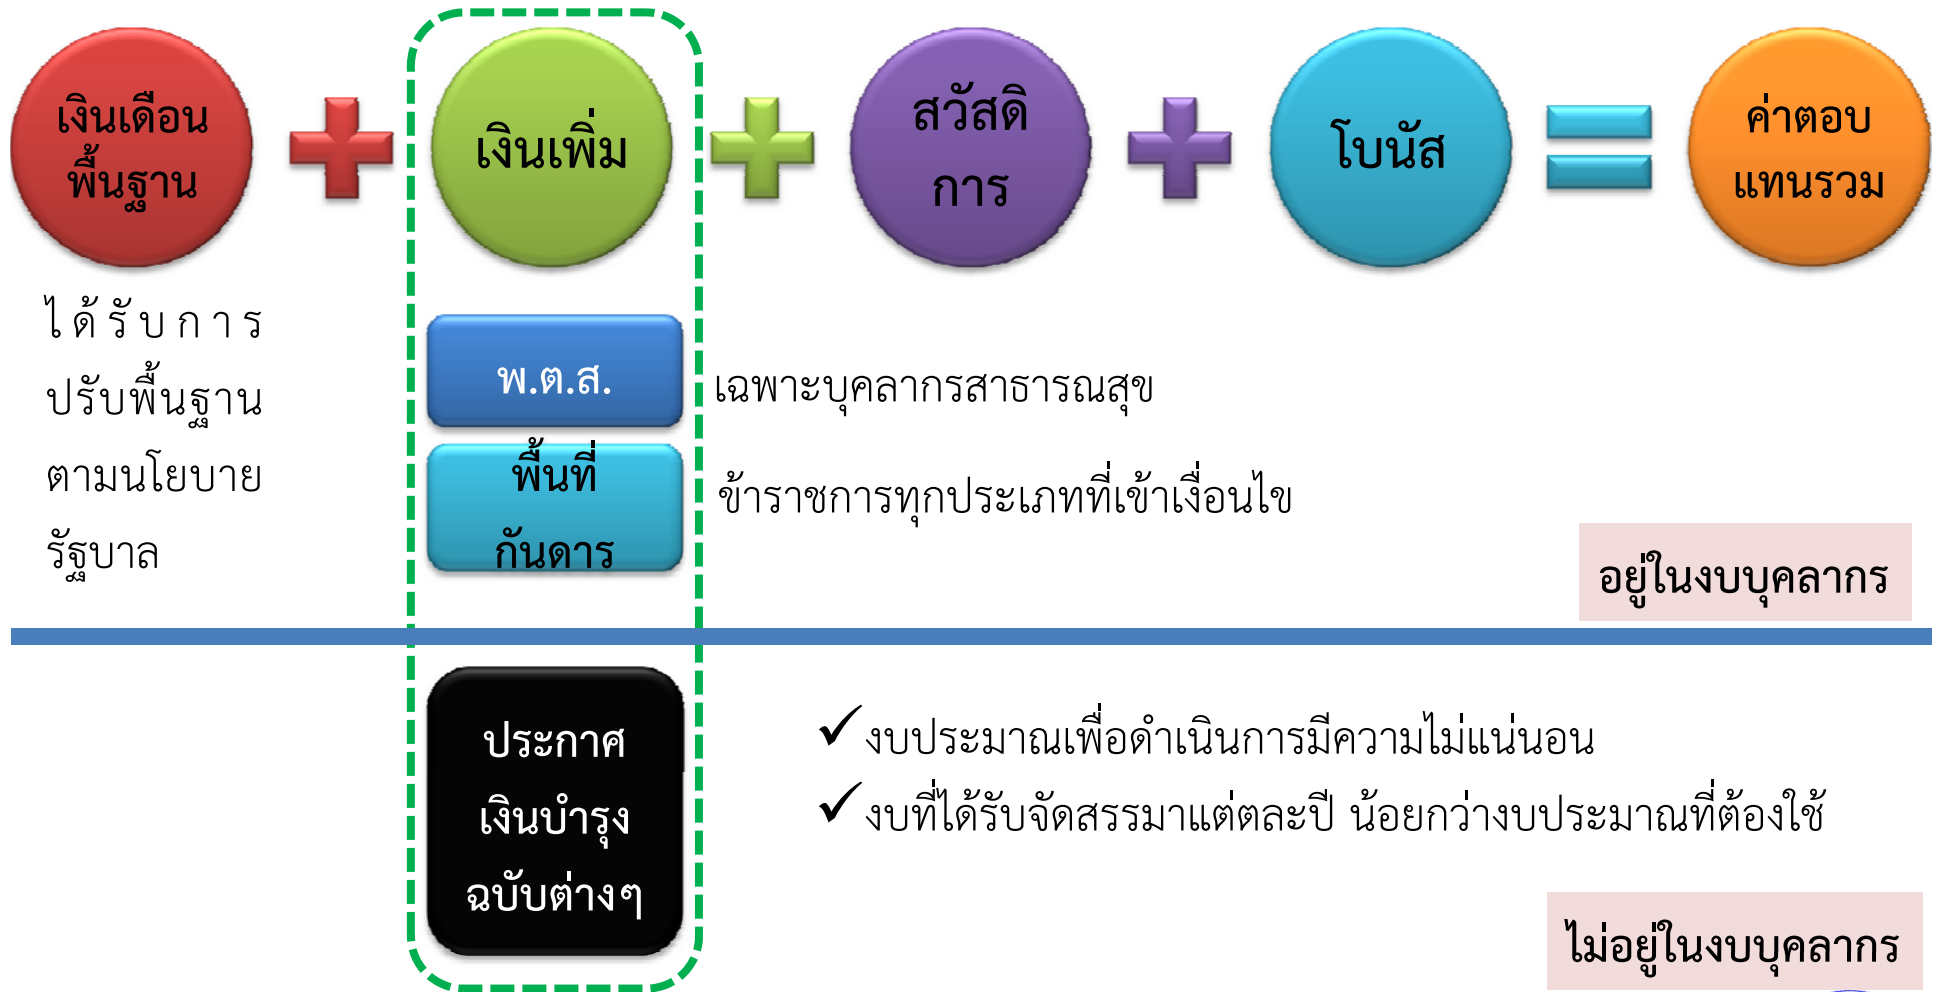 เงินเดือน
พื้นฐาน
เงินเพิ่ม
สวัสดิ
การ
โบนัส
ค่าตอบ
แทนรวม
ได้รับการ
ปรับพื้นฐาน
ตามนโยบาย
รัฐบาล
พ.ต.ส.
เฉพาะบุคลากรสาธารณสุข
พื้นที่
กันดาร
ข้าราชการทุกประเภทที่เข้าเงื่อนไข
อยู่ในงบบุคลากร
ประกาศ
เงินบำรุง
ฉบับต่างๆ
✓งบประมาณเพื่อดำเนินการมีความไม่แน่นอน
✓งบที่ได้รับจัดสรรมาแต่ตละปี น้อยกว่างบประมาณที่ต้องใช้
ไม่อยู่ในงบบุคลากร